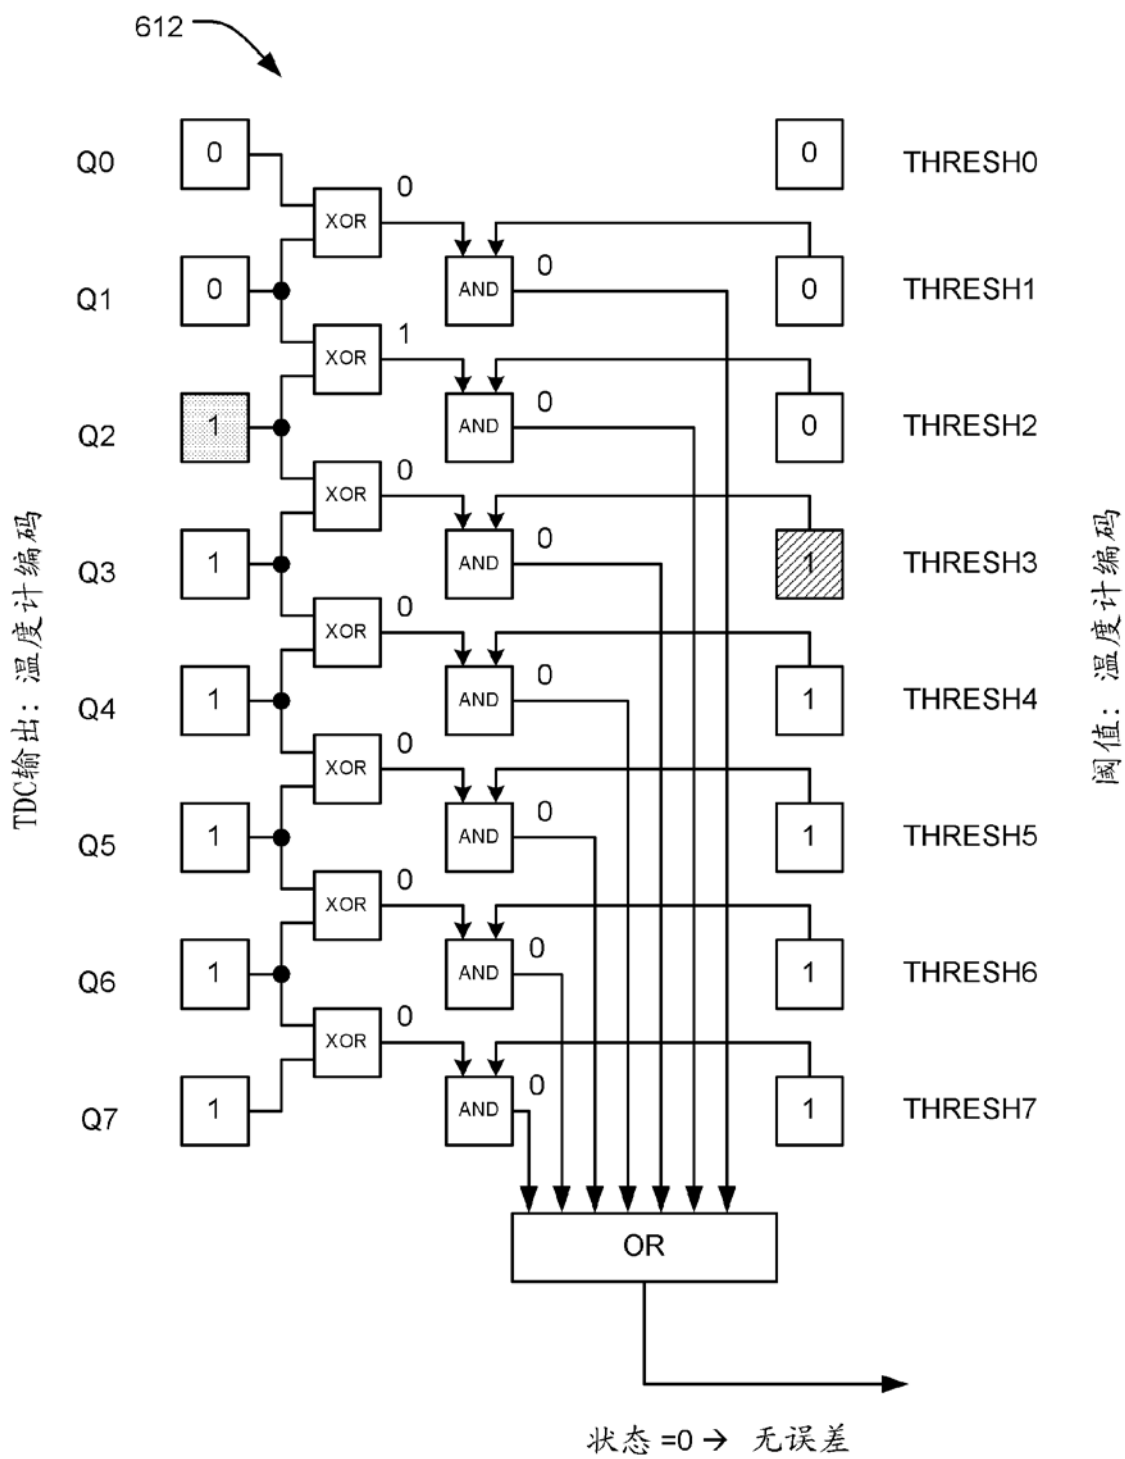 612
Q0 0 0 THRESH0
XOR 0
Q1 0 AND 0 0 THRESH1
XOR 1
Q2 1 AND 0 0 THRESH2
XOR 0
Q3 1 AND 0 1 THRESH3
XOR 0
Q4 1 AND 0 1 THRESH4
XOR 0
Q5 1 AND 0 1 THRESH5
XOR 0
Q6 1 AND 0 1 THRESH6
XOR 0
Q7 1 AND 0 1 THRESH7
TDC输出: 温度计编码
阈值: 温度计编码
OR
状态 =0 → 无误差